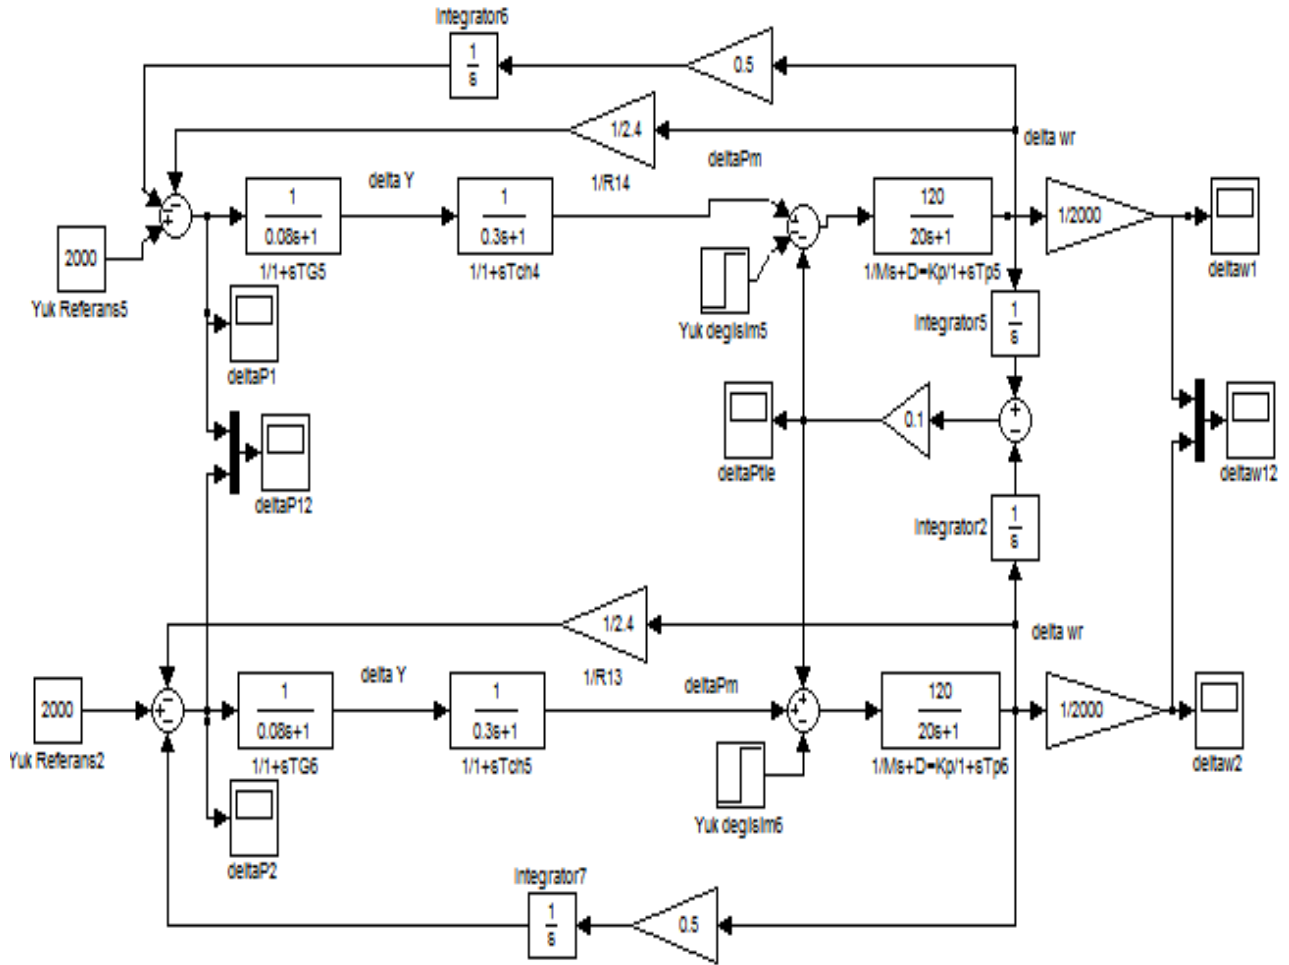 Integrator6
1
s
0.5
1/2.4
delta wr
deltaPm
delta Y
1/R14
2000
Yuk Referans5
1
0.08s+1
1/1+sTG5
1
0.3s+1
1/1+sTch4
Yuk degisim5
120
20s+1
1/Ms+D=Kp/1+sTp5
1/2000
deltaw1
Integrator5
1
s
deltaP1
deltaP12
deltaPtie
0.1
deltaw12
Integrator2
1
s
1/2.4
delta wr
delta Y
1/R13
deltaPm
2000
Yuk Referans2
1
0.08s+1
1/1+sTG6
1
0.3s+1
1/1+sTch5
Yuk degisim6
120
20s+1
1/Ms+D=Kp/1+sTp6
1/2000
deltaw2
deltaP2
Integrator7
1
s
0.5